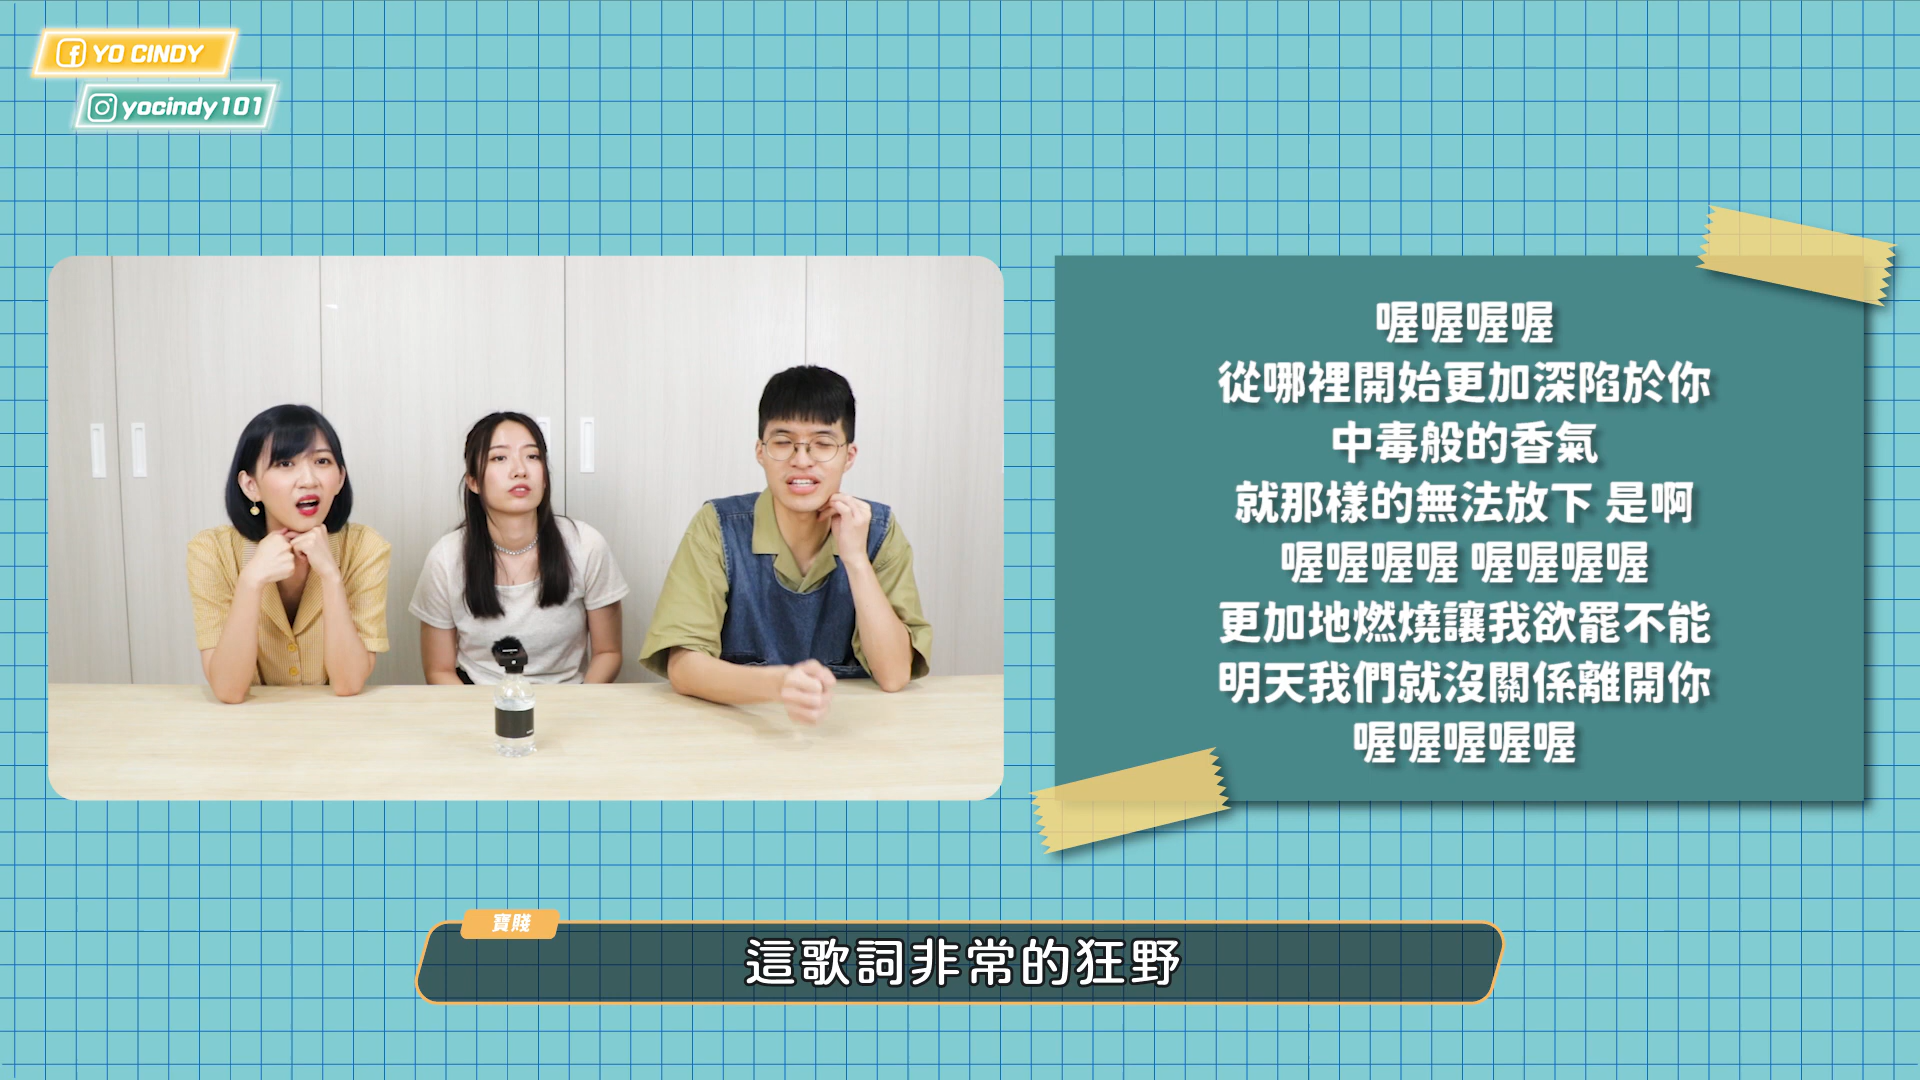 YO CINDY
yocindy101
喔喔喔喔
從哪裡開始更加深陷於你
中毒般的香氣
就那樣的無法放下 是啊
喔喔喔喔 喔喔喔喔
更加地燃燒讓我欲罷不能
明天我們就沒關係離開你
喔喔喔喔喔
寶賤
這歌詞非常的狂野